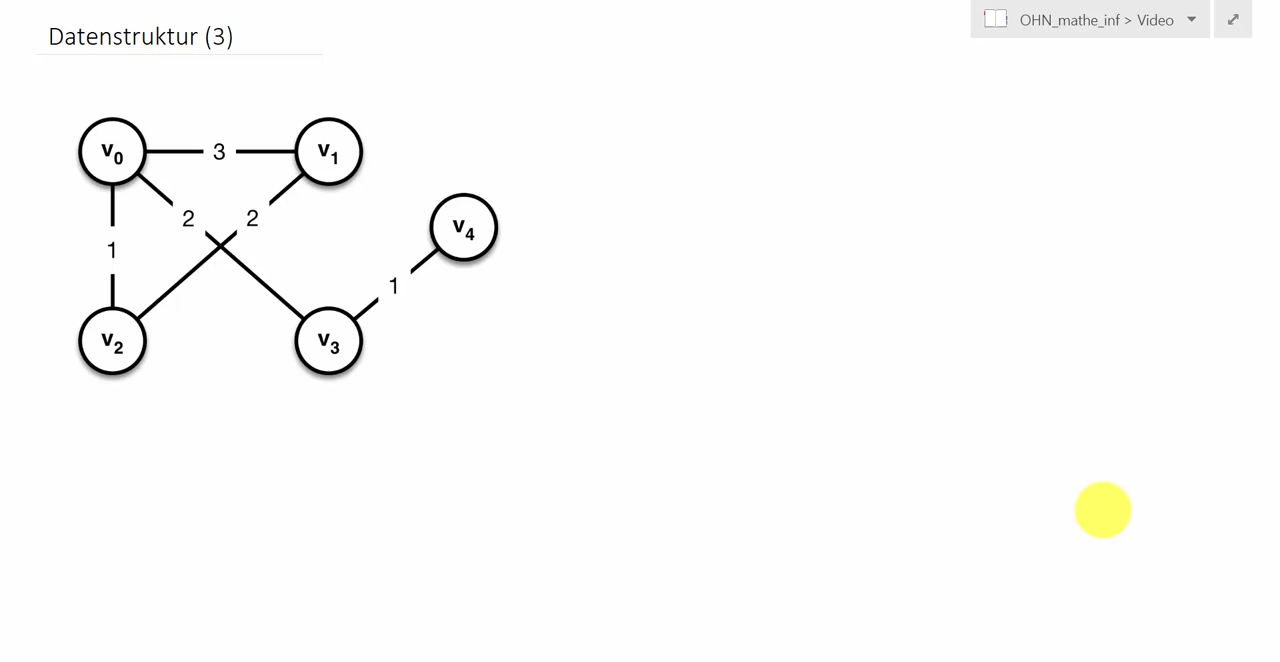 Datenstruktur (3)
OHN_mathe_inf > Video
v₀
3
v₁
2
2
v₄
1
1
v₂
v₃